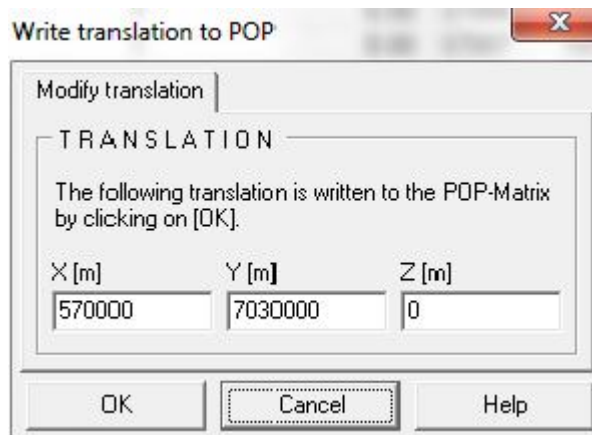 Write translation to POP
Modify translation
TRANSLATION
The following translation is written to the POP-Matrix
by clicking on [OK].
X [m] Y [m] Z [m]
570000 7030000 0
OK Cancel Help